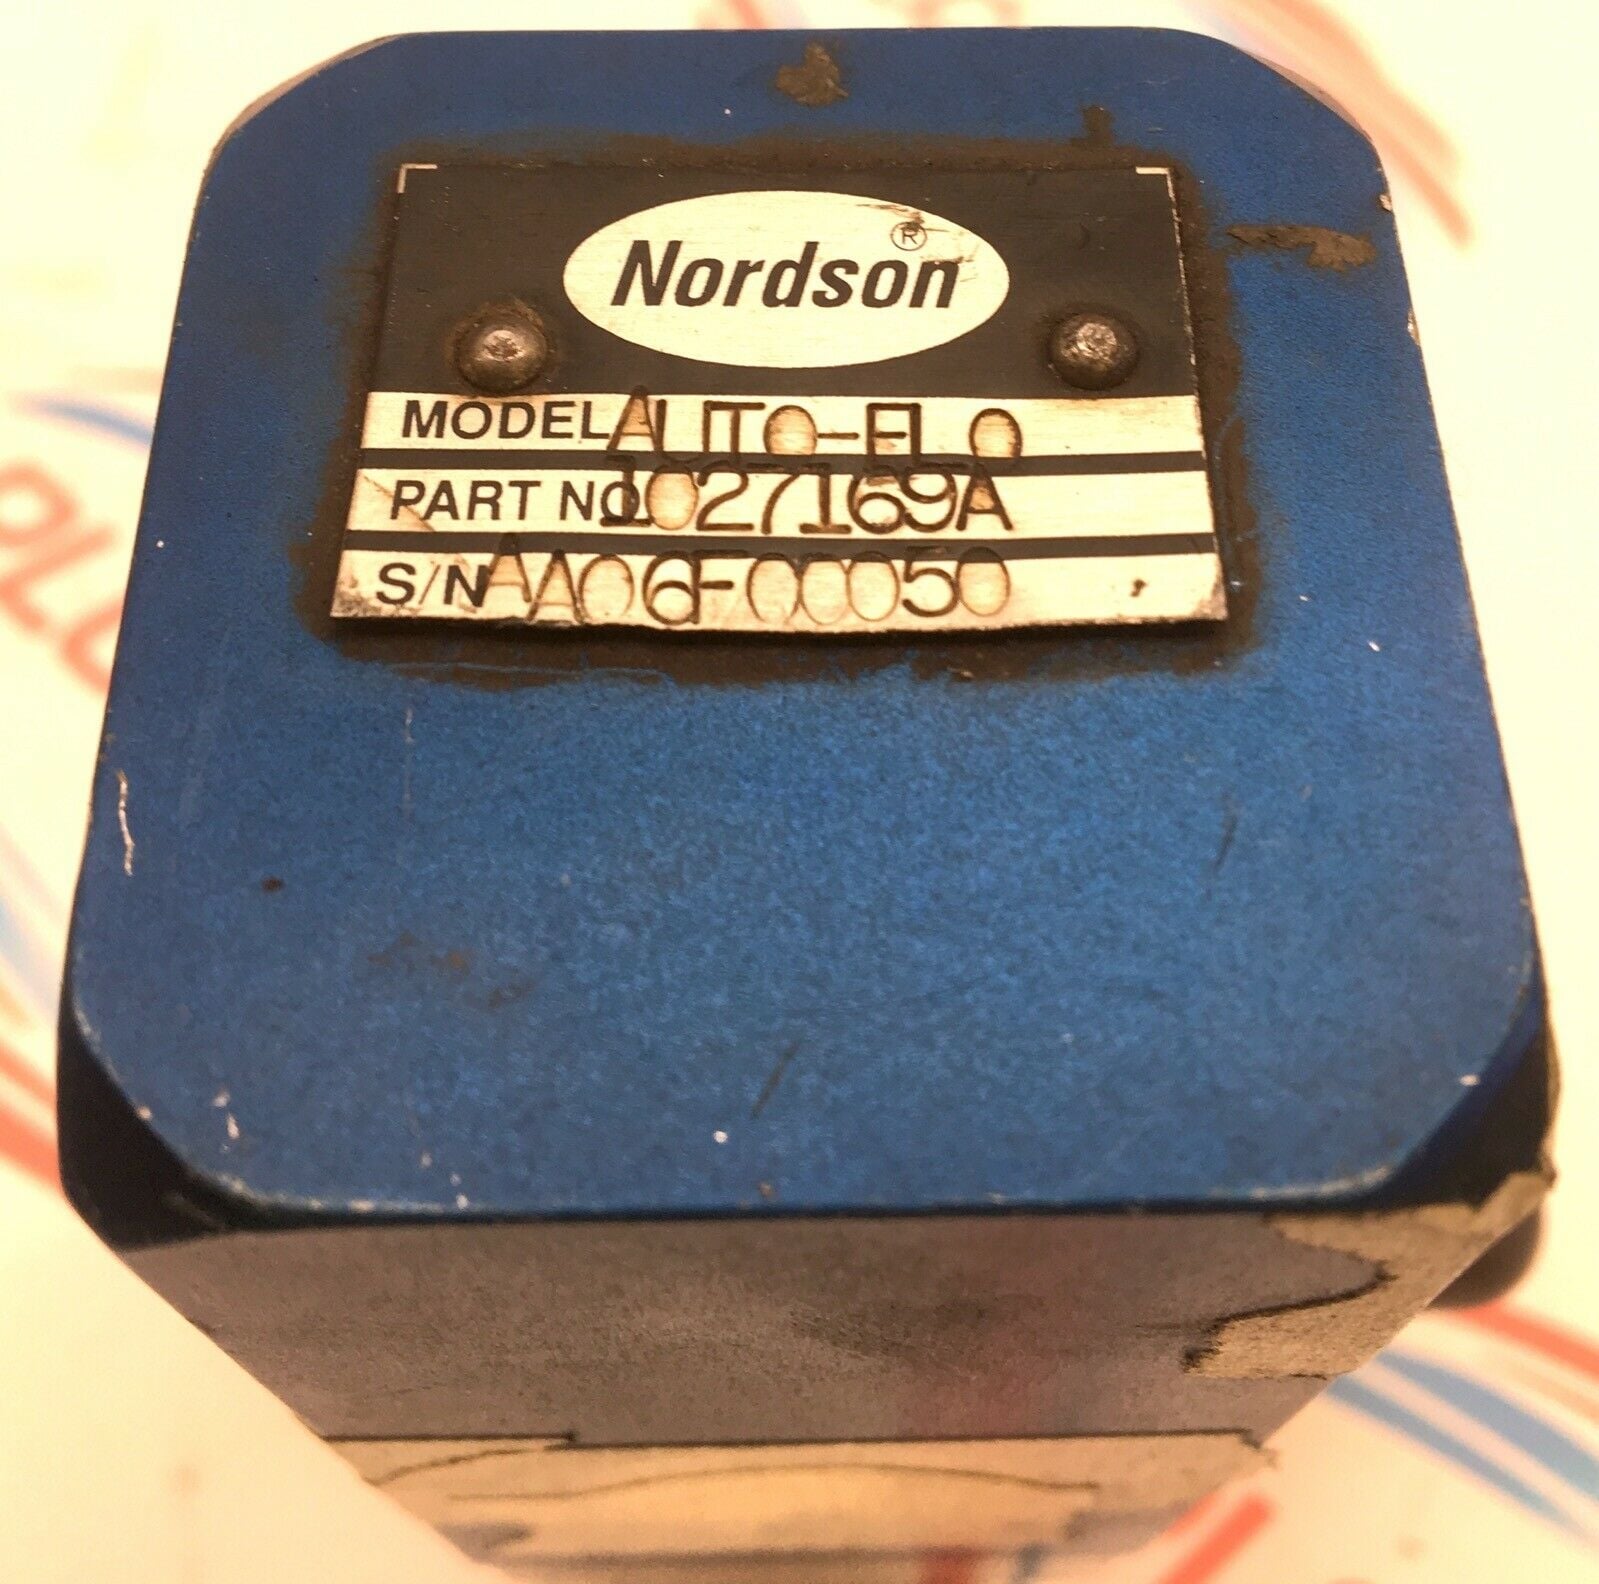 Nordson®
MODEL AUTO-FLO
PART NO 1027169A
S/N AA06F00050